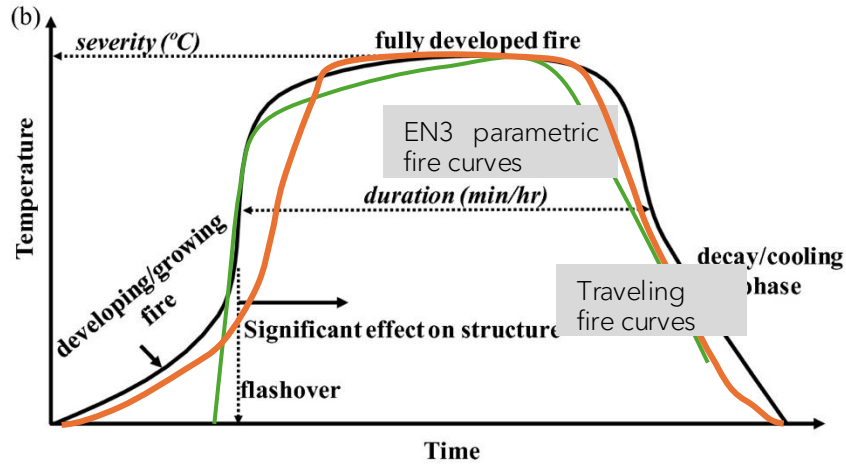 (b)
severity (ºC)
fully developed fire
EN3 parametric
fire curves
Temperature
duration (min/hr)
developing/growing
fire
decay/cooling
phase
Traveling
fire curves
Significant effect on structure
flashover
Time